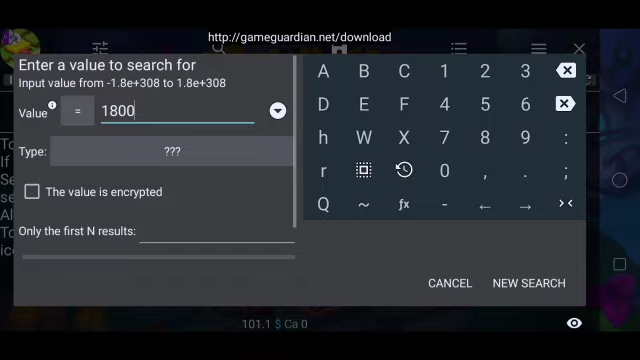 http://gameguardian.net/download
Enter a value to search for
Input value from -1.8e+308 to 1.8e+308
Value i = 1800
Type: ???
The value is encrypted
Only the first N results:
A B C 1 2 3
D E F 4 5 6
h W X 7 8 9 :
r 0 , . ;
Q ~ ƒx - ← → ><
CANCEL NEW SEARCH
101.1 $ Ca 0